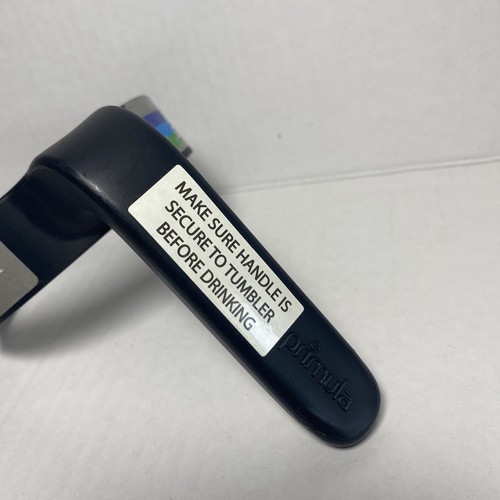 MAKE SURE HANDLE IS
SECURE TO TUMBLER
BEFORE DRINKING
primula